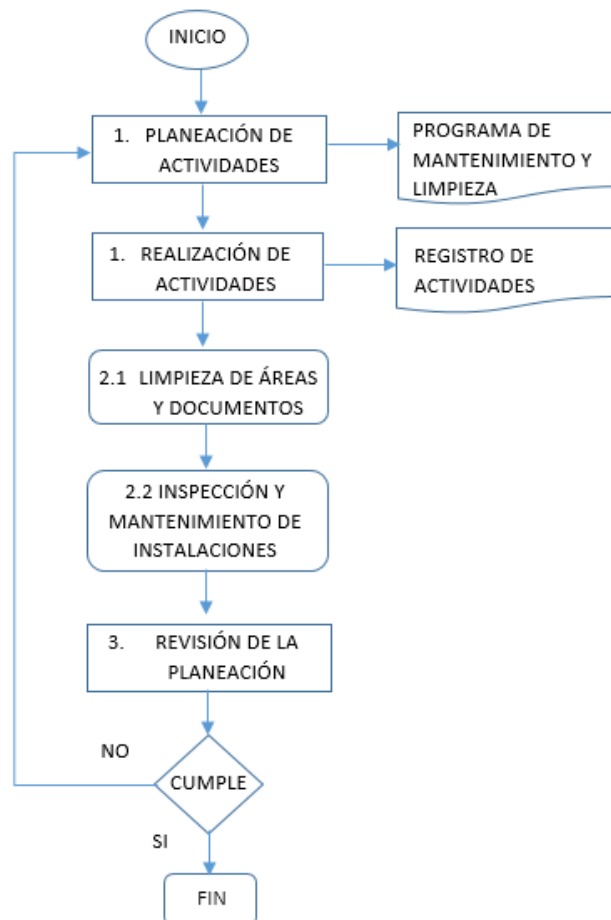 INICIO
1. PLANEACIÓN DE
ACTIVIDADES
PROGRAMA DE
MANTENIMIENTO Y
LIMPIEZA
1. REALIZACIÓN DE
ACTIVIDADES
REGISTRO DE
ACTIVIDADES
2.1 LIMPIEZA DE ÁREAS
Y DOCUMENTOS
2.2 INSPECCIÓN Y
MANTENIMIENTO DE
INSTALACIONES
3. REVISIÓN DE LA
PLANEACIÓN
NO
CUMPLE
SI
FIN